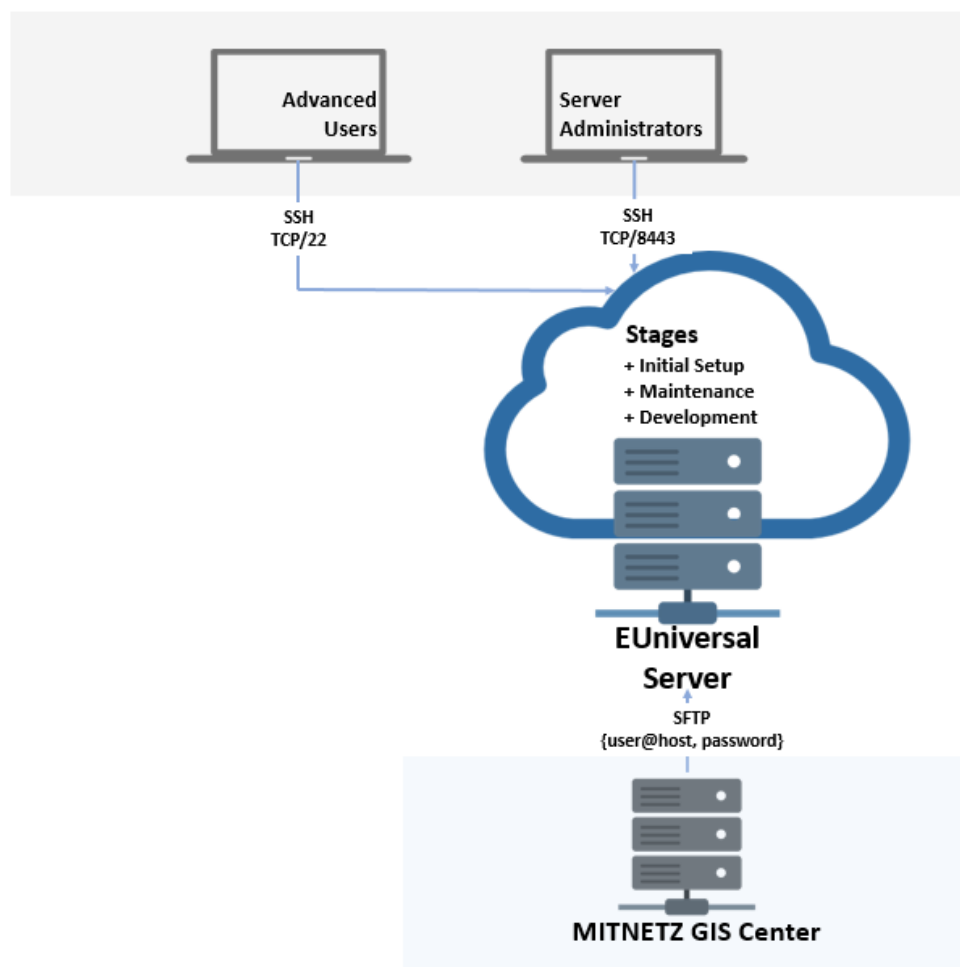 Advanced
Users
Server
Administrators
SSH
TCP/22
SSH
TCP/8443
Stages
+ Initial Setup
+ Maintenance
+ Development
EUniversal
Server
SFTP
{user@host, password}
MITNETZ GIS Center